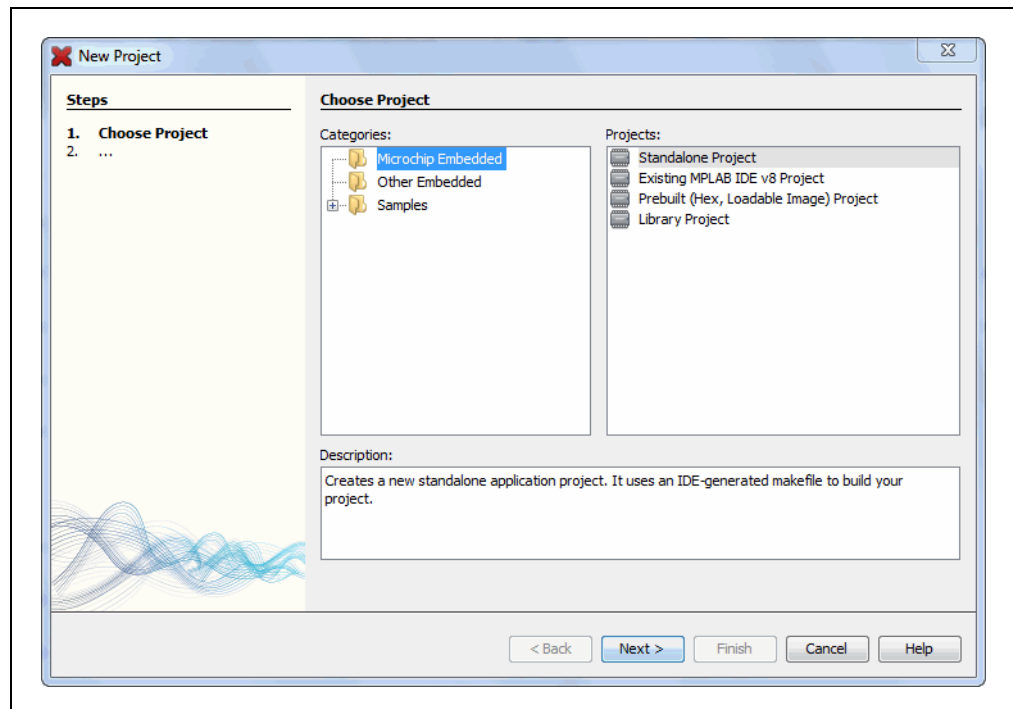 New Project
Steps
1. Choose Project
2. ...
Choose Project
Categories:
Microchip Embedded
Other Embedded
Samples
Projects:
Standalone Project
Existing MPLAB IDE v8 Project
Prebuilt (Hex, Loadable Image) Project
Library Project
Description:
Creates a new standalone application project. It uses an IDE-generated makefile to build your
project.
< Back
Next >
Finish
Cancel
Help